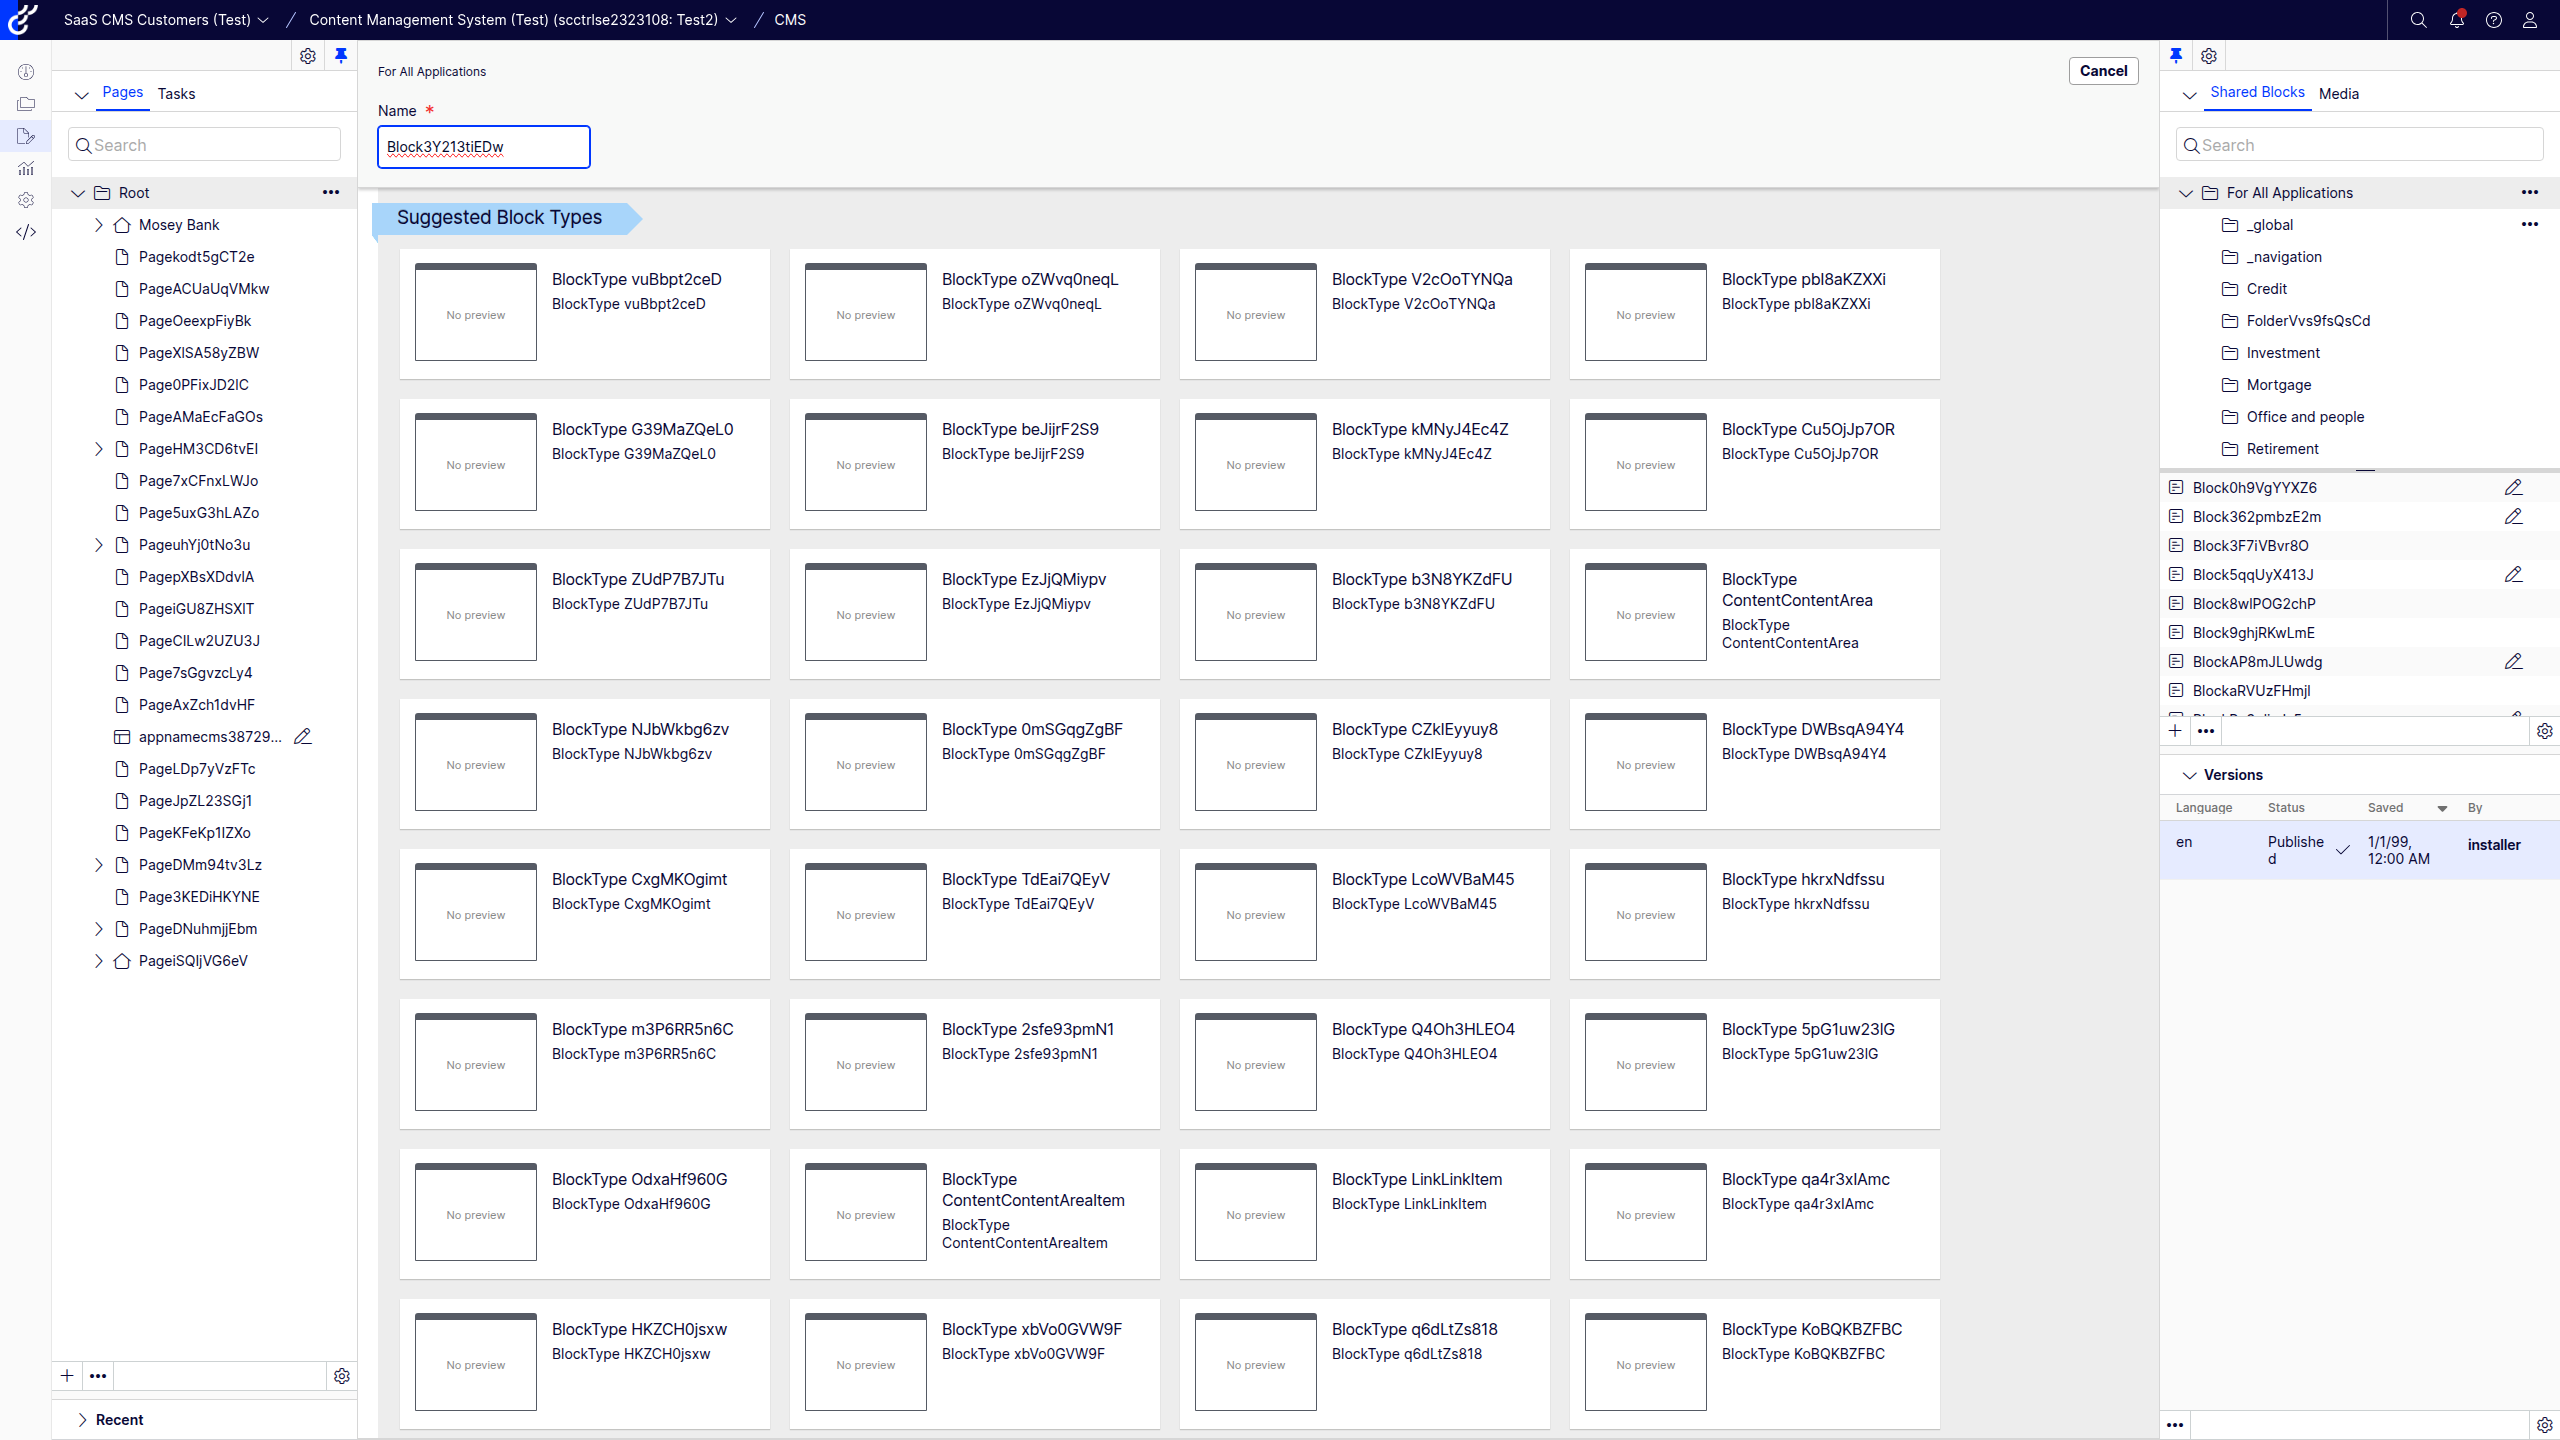 SaaS CMS Customers (Test) / Content Management System (Test) (scctrlse2323108: Test2) / CMS
Pages Tasks
Search
Root
Mosey Bank
Pagekodt5gCT2e
PageACUaUqVMkw
PageOeexpFiyBk
PageXlSA58yZBW
Page0PFixJD2lC
PageAMaEcFaGOs
PageHM3CD6tvEl
Page7xCFnxLWJo
Page5uxG3hLAZo
PageuhYj0tNo3u
PagepXBsXDdvlA
PageiGU8ZHSXlT
PageClLw2UZU3J
Page7sGgvzcLy4
PageAxZch1dvHF
appnamecms38729...
PageLDp7yVzFTc
PageJpZL23SGj1
PageKFeKp1IZXo
PageDMm94tv3Lz
Page3KEDiHKYNE
PageDNuhmjjEbm
PageiSQljVG6eV
Recent
For All Applications
Cancel
Name *
Block3Y213tiEDw
Suggested Block Types
No preview
BlockType vuBbpt2ceD
BlockType vuBbpt2ceD
No preview
BlockType oZWvq0neqL
BlockType oZWvq0neqL
No preview
BlockType V2cOoTYNQa
BlockType V2cOoTYNQa
No preview
BlockType pbI8aKZXXi
BlockType pbI8aKZXXi
No preview
BlockType G39MaZQeL0
BlockType G39MaZQeL0
No preview
BlockType beJijrF2S9
BlockType beJijrF2S9
No preview
BlockType kMNyJ4Ec4Z
BlockType kMNyJ4Ec4Z
No preview
BlockType Cu5OjJp7OR
BlockType Cu5OjJp7OR
No preview
BlockType ZUdP7B7JTu
BlockType ZUdP7B7JTu
No preview
BlockType EzJjQMiypv
BlockType EzJjQMiypv
No preview
BlockType b3N8YKZdFU
BlockType b3N8YKZdFU
No preview
BlockType
ContentContentArea
BlockType
ContentContentArea
No preview
BlockType NJbWkbg6zv
BlockType NJbWkbg6zv
No preview
BlockType 0mSGqgZgBF
BlockType 0mSGqgZgBF
No preview
BlockType CZklEyyuy8
BlockType CZklEyyuy8
No preview
BlockType DWBsqA94Y4
BlockType DWBsqA94Y4
No preview
BlockType CxgMKOgimt
BlockType CxgMKOgimt
No preview
BlockType TdEai7QEyV
BlockType TdEai7QEyV
No preview
BlockType LcoWVBaM45
BlockType LcoWVBaM45
No preview
BlockType hkrxNdfssu
BlockType hkrxNdfssu
No preview
BlockType m3P6RR5n6C
BlockType m3P6RR5n6C
No preview
BlockType 2sfe93pmN1
BlockType 2sfe93pmN1
No preview
BlockType Q4Oh3HLEO4
BlockType Q4Oh3HLEO4
No preview
BlockType 5pG1uw23lG
BlockType 5pG1uw23lG
No preview
BlockType OdxaHf960G
BlockType OdxaHf960G
No preview
BlockType
ContentContentAreaItem
BlockType
ContentContentAreaItem
No preview
BlockType LinkLinkItem
BlockType LinkLinkItem
No preview
BlockType qa4r3xlAmc
BlockType qa4r3xlAmc
No preview
BlockType HKZCH0jsxw
BlockType HKZCH0jsxw
No preview
BlockType xbVo0GVW9F
BlockType xbVo0GVW9F
No preview
BlockType q6dLtZs818
BlockType q6dLtZs818
No preview
BlockType KoBQKBZFBC
BlockType KoBQKBZFBC
Shared Blocks Media
Search
For All Applications
_global
_navigation
Credit
FolderVvs9fsQsCd
Investment
Mortgage
Office and people
Retirement
Block0h9VgYYXZ6
Block362pmbzE2m
Block3F7iVBvr8O
Block5qqUyX413J
Block8wlPOG2chP
Block9ghjRKwLmE
BlockAP8mJLUwdg
BlockaRVUzFHmjI
Versions
Language Status Saved By
en Publishe
d 1/1/99,
12:00 AM installer